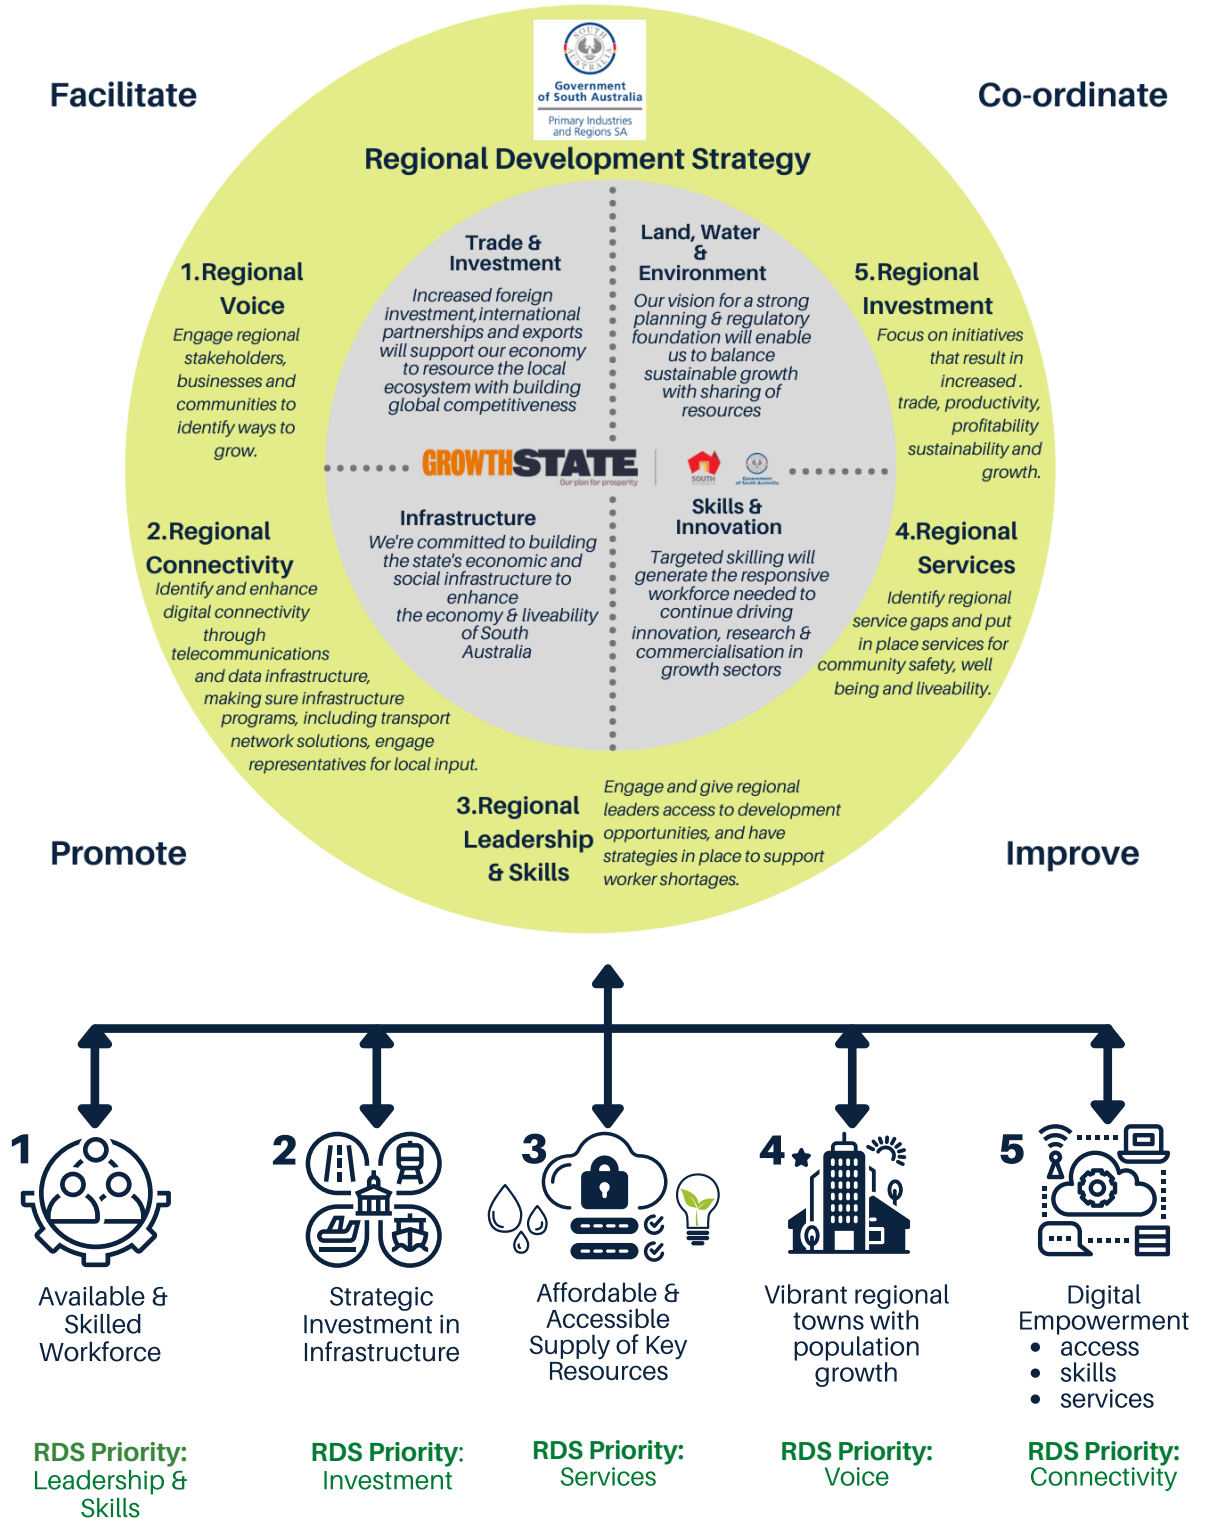 Facilitate
Co-ordinate
SOUTH
AUSTRALIA
Government
of South Australia
Primary Industries
and Regions SA
Regional Development Strategy
1.Regional
Voice
Engage regional
stakeholders,
businesses and
communities to
identify ways to
grow.
Trade &
Investment
Increased foreign
investment, international
partnerships and exports
will support our economy
to resource the local
ecosystem with building
global competitiveness
Land, Water
&
Environment
Our vision for a strong
planning & regulatory
foundation will enable
us to balance
sustainable growth
with sharing of
resources
5.Regional
Investment
Focus on initiatives
that result in
increased .
trade, productivity,
profitability
sustainability and
growth.
GROWTHSTATE
Our plan for prosperity
SOUTH
AUSTRALIA
Government
of South Australia
2.Regional
Connectivity
Identify and enhance
digital connectivity
through
telecommunications
and data infrastructure,
making sure infrastructure
programs, including transport
network solutions, engage
representatives for local input.
Infrastructure
We're committed to building
the state's economic and
social infrastructure to
enhance
the economy & liveability
of South
Australia
Skills &
Innovation
Targeted skilling will
generate the responsive
workforce needed to
continue driving
innovation, research &
commercialisation in
growth sectors
4.Regional
Services
Identify regional
service gaps and put
in place services for
community safety, well
being and liveability.
3.Regional
Leadership
& Skills
Engage and give regional
leaders access to development
opportunities, and have
strategies in place to support
worker shortages.
Promote
Improve
1
Available &
Skilled
Workforce
RDS Priority:
Leadership &
Skills
2
Strategic
Investment in
Infrastructure
RDS Priority:
Investment
3
Affordable &
Accessible
Supply of Key
Resources
RDS Priority:
Services
4
Vibrant regional
towns with
population
growth
RDS Priority:
Voice
5
Digital
Empowerment
• access
• skills
• services
RDS Priority:
Connectivity